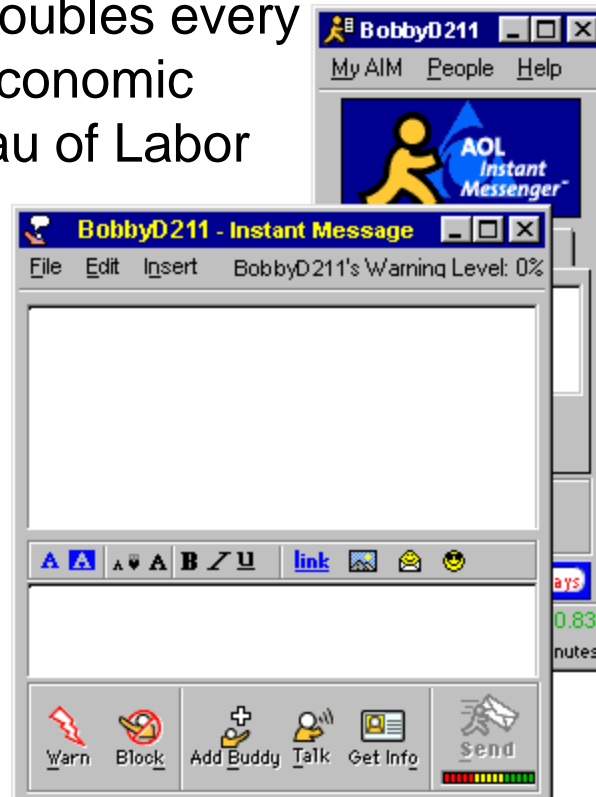 oubles every
conomic
au of Labor
BobbyD211
My AIM People Help
AOL
Instant
Messenger
BobbyD211 - Instant Message
File Edit Insert BobbyD211's Warning Level: 0%
A A A A B I U link
ays
0.83
nutes
Warn Block Add Buddy Talk Get Info Send